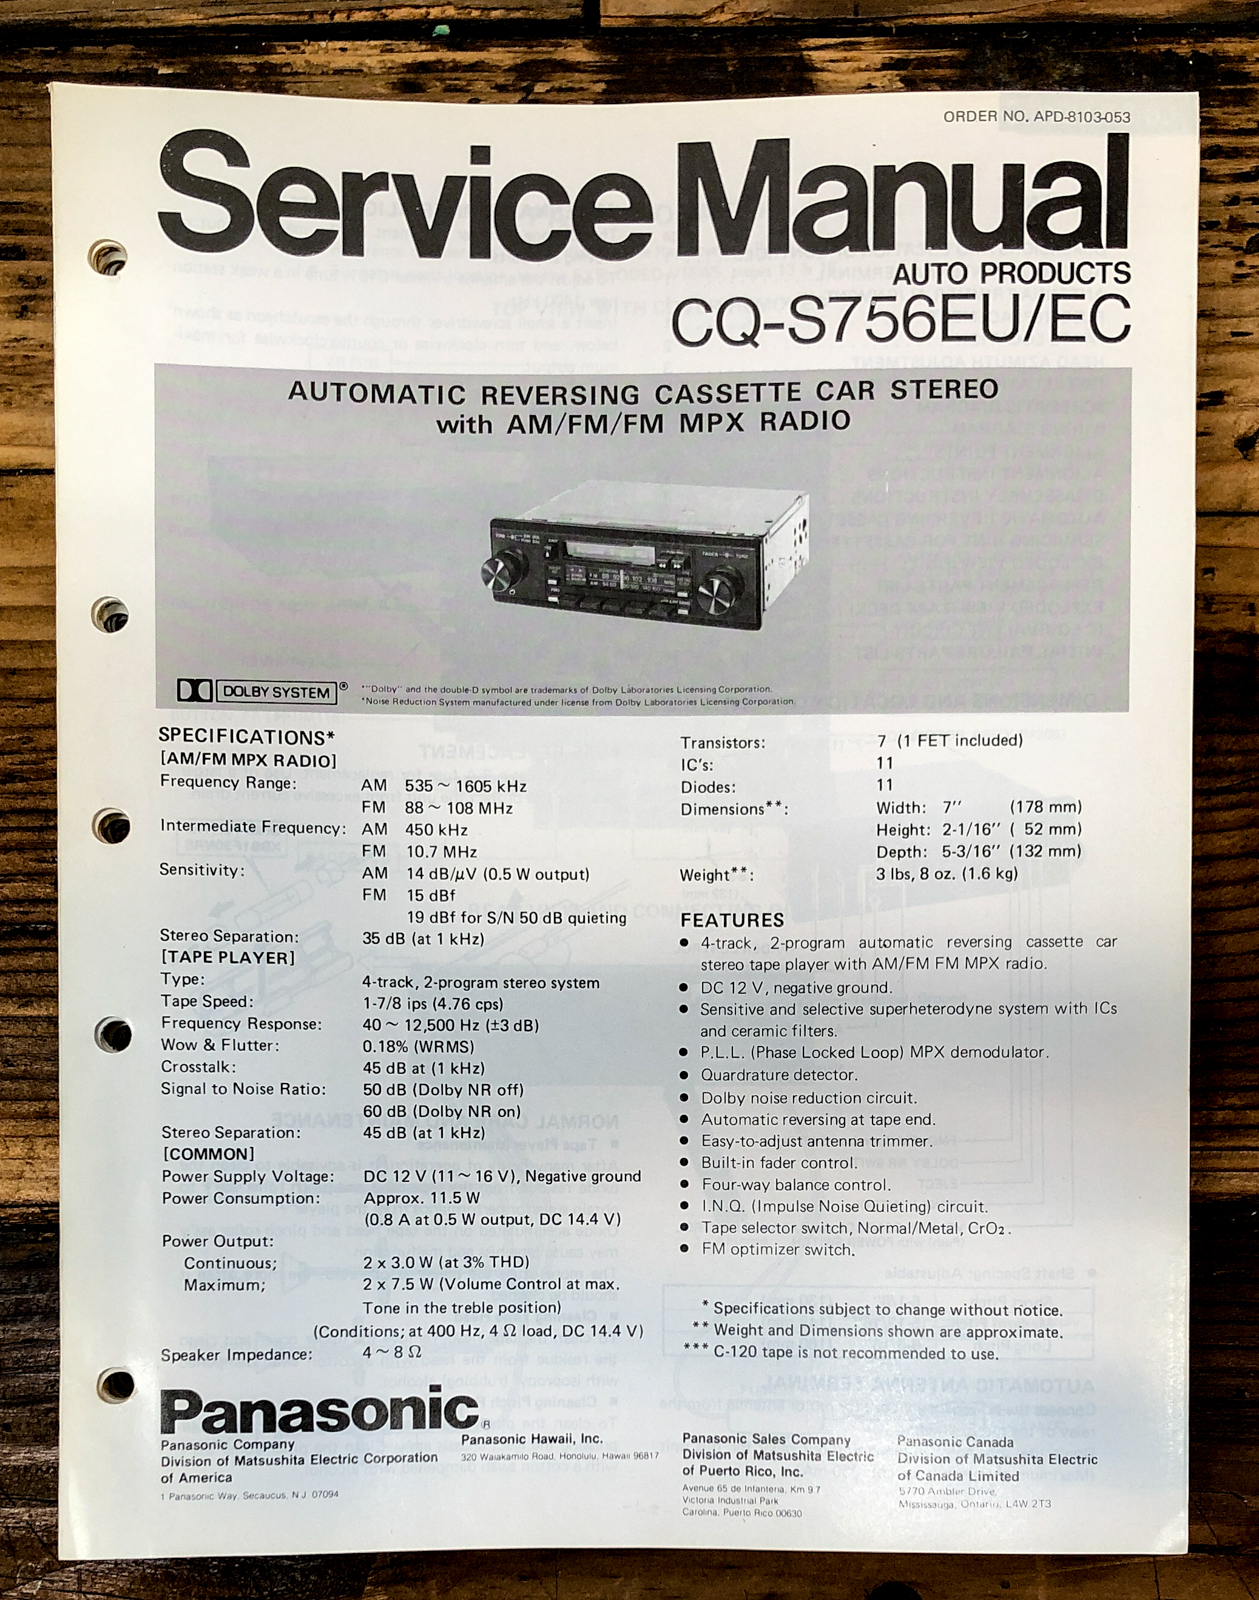 ORDER NO. APD-8103-053
Service Manual
AUTO PRODUCTS
CQ-S756EU/EC
AUTOMATIC REVERSING CASSETTE CAR STEREO
with AM/FM/FM MPX RADIO
DOLBY SYSTEM ®
*"Dolby" and the double-D symbol are trademarks of Dolby Laboratories Licensing Corporation.
*Noise Reduction System manufactured under license from Dolby Laboratories Licensing Corporation.
SPECIFICATIONS*
[AM/FM MPX RADIO]
Frequency Range: AM 535 ~ 1605 kHz
FM 88 ~ 108 MHz
Intermediate Frequency: AM 450 kHz
FM 10.7 MHz
Sensitivity: AM 14 dB/μV (0.5 W output)
FM 15 dBf
19 dBf for S/N 50 dB quieting
Stereo Separation: 35 dB (at 1 kHz)
[TAPE PLAYER]
Type: 4-track, 2-program stereo system
Tape Speed: 1-7/8 ips (4.76 cps)
Frequency Response: 40 ~ 12,500 Hz (±3 dB)
Wow & Flutter: 0.18% (WRMS)
Crosstalk: 45 dB at (1 kHz)
Signal to Noise Ratio: 50 dB (Dolby NR off)
60 dB (Dolby NR on)
Stereo Separation: 45 dB (at 1 kHz)
[COMMON]
Power Supply Voltage: DC 12 V (11 ~ 16 V), Negative ground
Power Consumption: Approx. 11.5 W
(0.8 A at 0.5 W output, DC 14.4 V)
Power Output:
Continuous; 2 x 3.0 W (at 3% THD)
Maximum; 2 x 7.5 W (Volume Control at max.
Tone in the treble position)
(Conditions; at 400 Hz, 4 Ω load, DC 14.4 V)
Speaker Impedance: 4 ~ 8 Ω
Transistors: 7 (1 FET included)
IC's: 11
Diodes: 11
Dimensions**: Width: 7'' (178 mm)
Height: 2-1/16'' ( 52 mm)
Depth: 5-3/16'' (132 mm)
Weight**: 3 lbs, 8 oz. (1.6 kg)
FEATURES
● 4-track, 2-program automatic reversing cassette car
stereo tape player with AM/FM FM MPX radio.
● DC 12 V, negative ground.
● Sensitive and selective superheterodyne system with ICs
and ceramic filters.
● P.L.L. (Phase Locked Loop) MPX demodulator.
● Quardrature detector.
● Dolby noise reduction circuit.
● Automatic reversing at tape end.
● Easy-to-adjust antenna trimmer.
● Built-in fader control.
● Four-way balance control.
● I.N.Q. (Impulse Noise Quieting) circuit.
● Tape selector switch, Normal/Metal, CrO2.
● FM optimizer switch.
* Specifications subject to change without notice.
** Weight and Dimensions shown are approximate.
*** C-120 tape is not recommended to use.
Panasonic®
Panasonic Company
Division of Matsushita Electric Corporation
of America
1 Panasonic Way, Secaucus, N J 07094
Panasonic Hawaii, Inc.
320 Waiakamilo Road, Honolulu, Hawaii 96817
Panasonic Sales Company
Division of Matsushita Electric
of Puerto Rico, Inc.
Avenue 65 de Infanteria, Km 9 7
Victoria Industrial Park
Carolina, Puerto Rico 00630
Panasonic Canada
Division of Matsushita Electric
of Canada Limited
5770 Ambler Drive,
Mississauga, Ontario, L4W 2T3